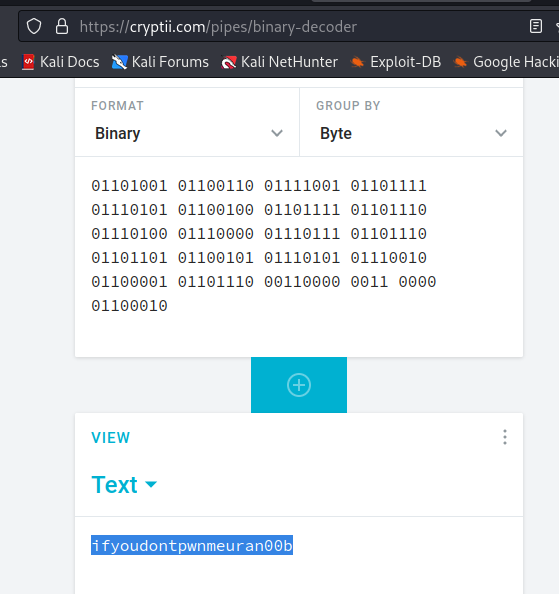 https://cryptii.com/pipes/binary-decoder
s Kali Docs Kali Forums Kali NetHunter Exploit-DB Google Hacki
FORMAT GROUP BY
Binary Byte
01101001 01100110 01111001 01101111
01110101 01100100 01101111 01101110
01110100 01110000 01110111 01101110
01101101 01100101 01110101 01110010
01100001 01101110 00110000 0011 0000
01100010
VIEW
Text
ifyoudontpwnmeuran00b